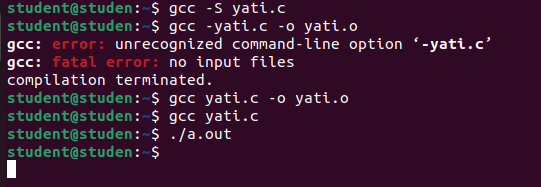 student@studen:~$ gcc -S yati.c
student@studen:~$ gcc -yati.c -o yati.o
gcc: error: unrecognized command-line option ‘-yati.c’
gcc: fatal error: no input files
compilation terminated.
student@studen:~$ gcc yati.c -o yati.o
student@studen:~$ gcc yati.c
student@studen:~$ ./a.out
student@studen:~$